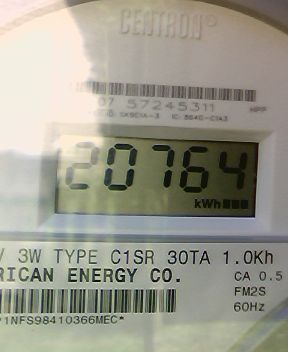 CENTRON®
07 57245311
20764
kWh
3W TYPE C1SR 30TA 1.0Kh
RICAN ENERGY CO.
CA 0.5
FM2S
60Hz
1NFS98410366MEC*